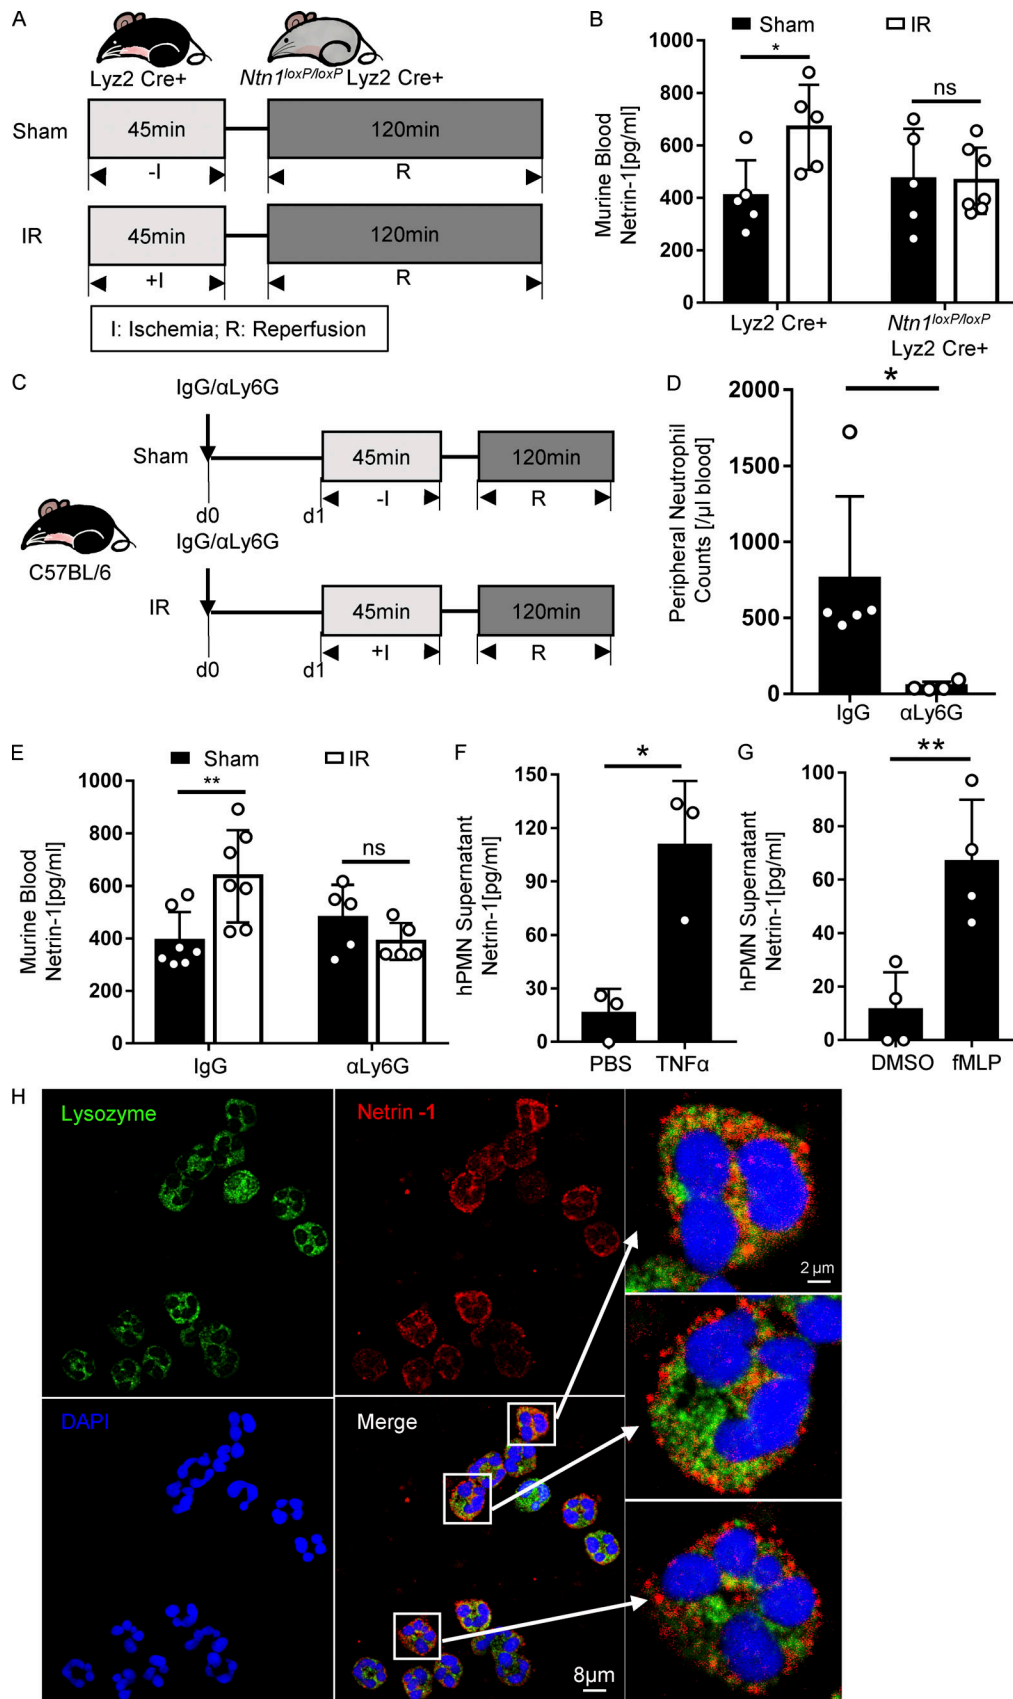 A
Lyz2 Cre+
Ntn1loxP/loxP Lyz2 Cre+
Sham
45min
120min
-I
R
IR
45min
120min
+I
R
I: Ischemia; R: Reperfusion
B
Sham
IR
Murine Blood
Netrin-1[pg/ml]
1000
800
600
400
200
0
*
ns
Lyz2 Cre+
Ntn1loxP/loxP
Lyz2 Cre+
C
IgG/αLy6G
Sham
45min
120min
-I
R
d0
d1
IgG/αLy6G
C57BL/6
IR
45min
120min
+I
R
d0
d1
D
Peripheral Neutrophil
Counts [/µl blood]
2000
1500
1000
500
0
*
IgG
αLy6G
E
Sham
IR
Murine Blood
Netrin-1[pg/ml]
1000
800
600
400
200
0
**
ns
IgG
αLy6G
F
hPMN Supernatant
Netrin-1[pg/ml]
150
120
90
60
30
0
*
PBS
TNFα
G
hPMN Supernatant
Netrin-1[pg/ml]
100
80
60
40
20
0
**
DMSO
fMLP
H
Lysozyme
Netrin -1
2 µm
DAPI
Merge
8µm